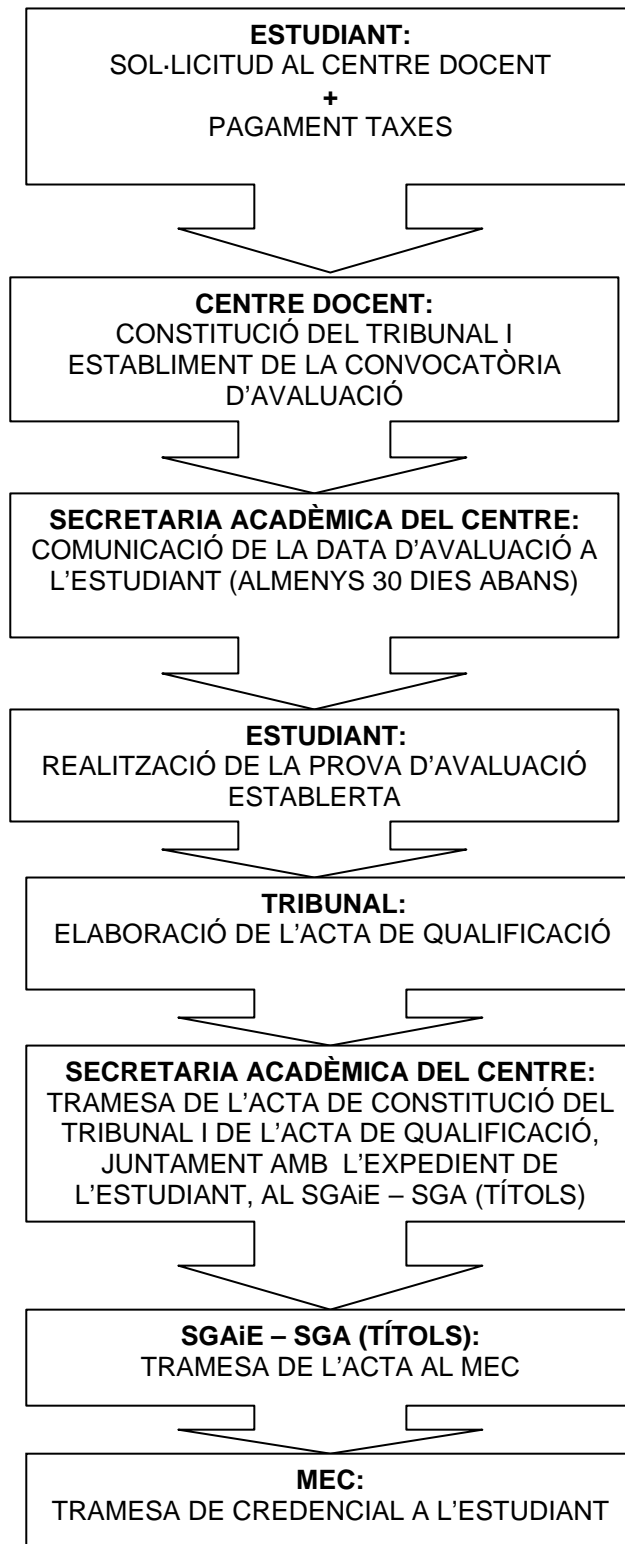 ESTUDIANT:
SOL·LICITUD AL CENTRE DOCENT
+
PAGAMENT TAXES
CENTRE DOCENT:
CONSTITUCIÓ DEL TRIBUNAL I
ESTABLIMENT DE LA CONVOCATÒRIA
D’AVALUACIÓ
SECRETARIA ACADÈMICA DEL CENTRE:
COMUNICACIÓ DE LA DATA D’AVALUACIÓ A
L’ESTUDIANT (ALMENYS 30 DIES ABANS)
ESTUDIANT:
REALITZACIÓ DE LA PROVA D’AVALUACIÓ
ESTABLERTA
TRIBUNAL:
ELABORACIÓ DE L’ACTA DE QUALIFICACIÓ
SECRETARIA ACADÈMICA DEL CENTRE:
TRAMESA DE L’ACTA DE CONSTITUCIÓ DEL
TRIBUNAL I DE L’ACTA DE QUALIFICACIÓ,
JUNTAMENT AMB L’EXPEDIENT DE
L’ESTUDIANT, AL SGAiE – SGA (TÍTOLS)
SGAiE – SGA (TÍTOLS):
TRAMESA DE L’ACTA AL MEC
MEC:
TRAMESA DE CREDENCIAL A L’ESTUDIANT